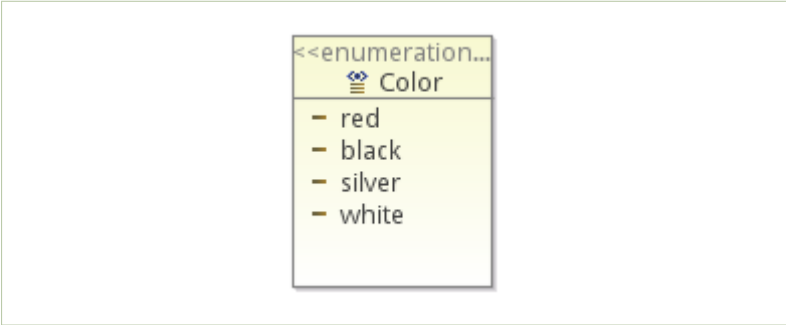 <<enumeration...
Color
red
black
silver
white